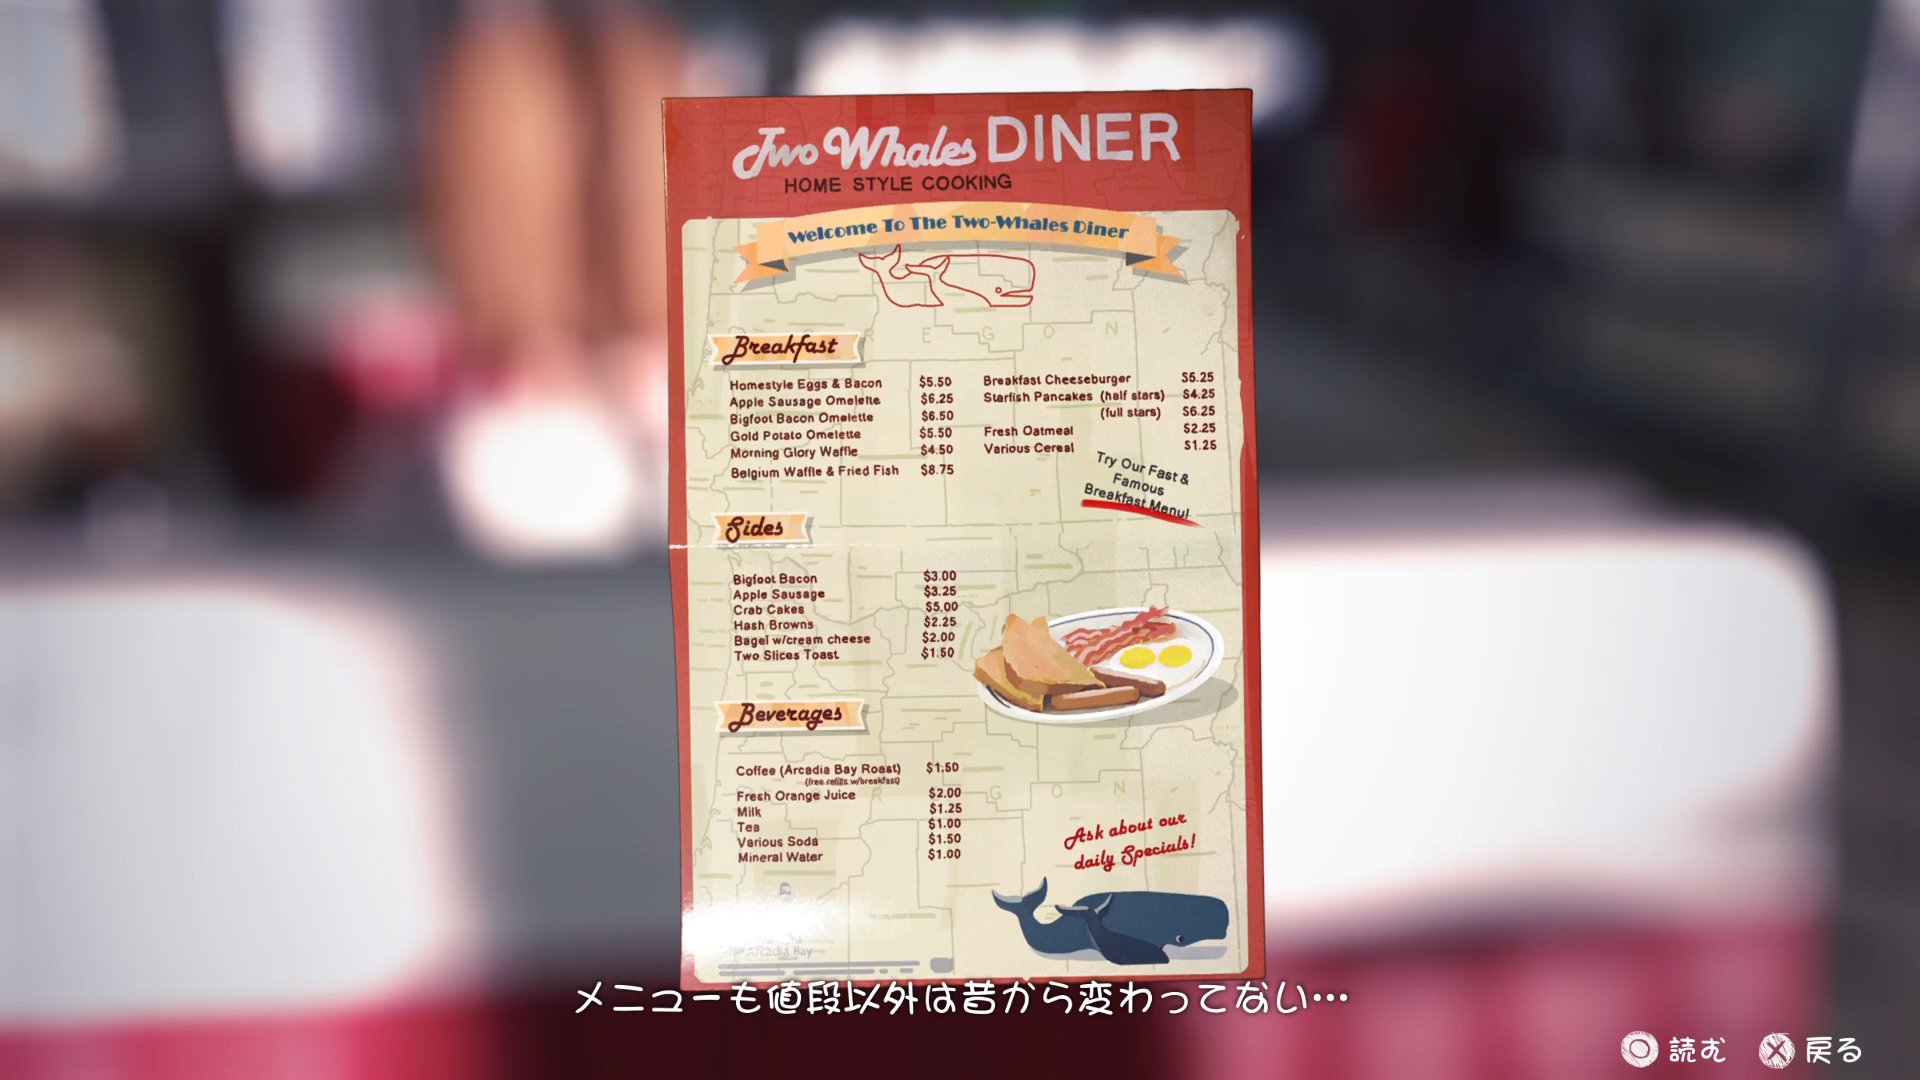 Two Whales DINER
HOME STYLE COOKING
Welcome To The Two-Whales Diner
Breakfast
Homestyle Eggs & Bacon $5.50
Apple Sausage Omelette $6.25
Bigfoot Bacon Omelette $6.50
Gold Potato Omelette $5.50
Morning Glory Waffle $4.50
Belgium Waffle & Fried Fish $8.75
Breakfast Cheeseburger $5.25
Starfish Pancakes (half stars) $4.25
(full stars) $6.25
Fresh Oatmeal $2.25
Various Cereal $1.25
Try Our Fast &
Famous
Breakfast Menu!
Sides
Bigfoot Bacon $3.00
Apple Sausage $3.25
Crab Cakes $5.00
Hash Browns $2.25
Bagel w/cream cheese $2.00
Two Slices Toast $1.50
Beverages
Coffee (Arcadia Bay Roast) $1.50
(free refills w/breakfast)
Fresh Orange Juice $2.00
Milk $1.25
Tea $1.00
Various Soda $1.50
Mineral Water $1.00
Ask about our
daily Specials!
Arcadia Bay
メニューも値段以外は昔から変わってない…
読む 戻る